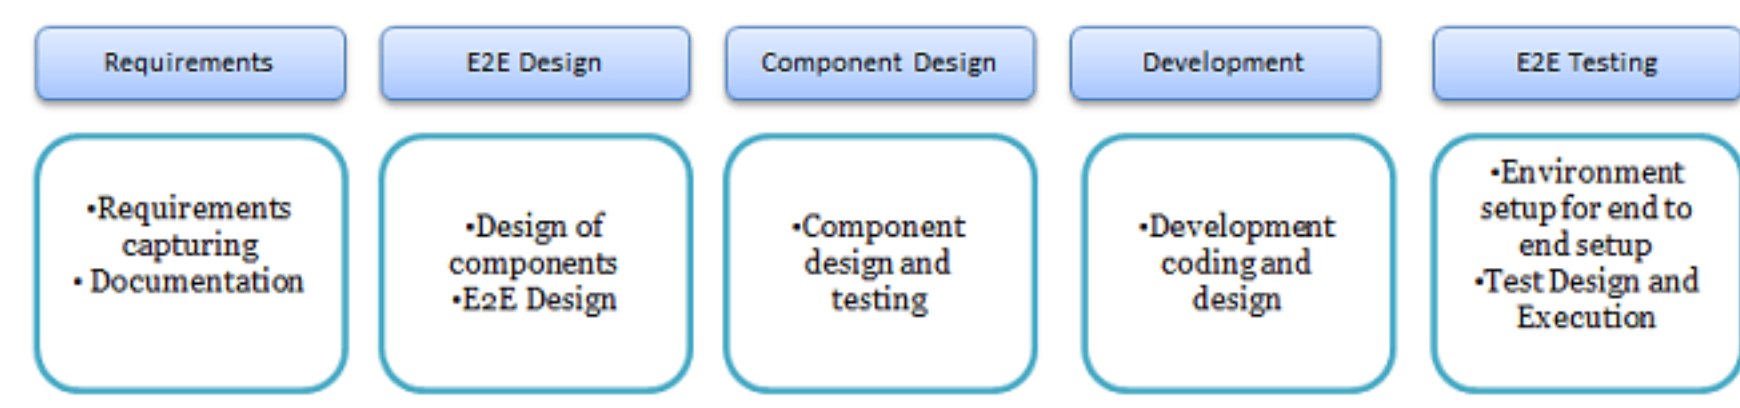 Requirements
E2E Design
Component Design
Development
E2E Testing
•Requirements
capturing
• Documentation
•Design of
components
•E2E Design
•Component
design and
testing
•Development
coding and
design
•Environment
setup for end to
end setup
•Test Design and
Execution